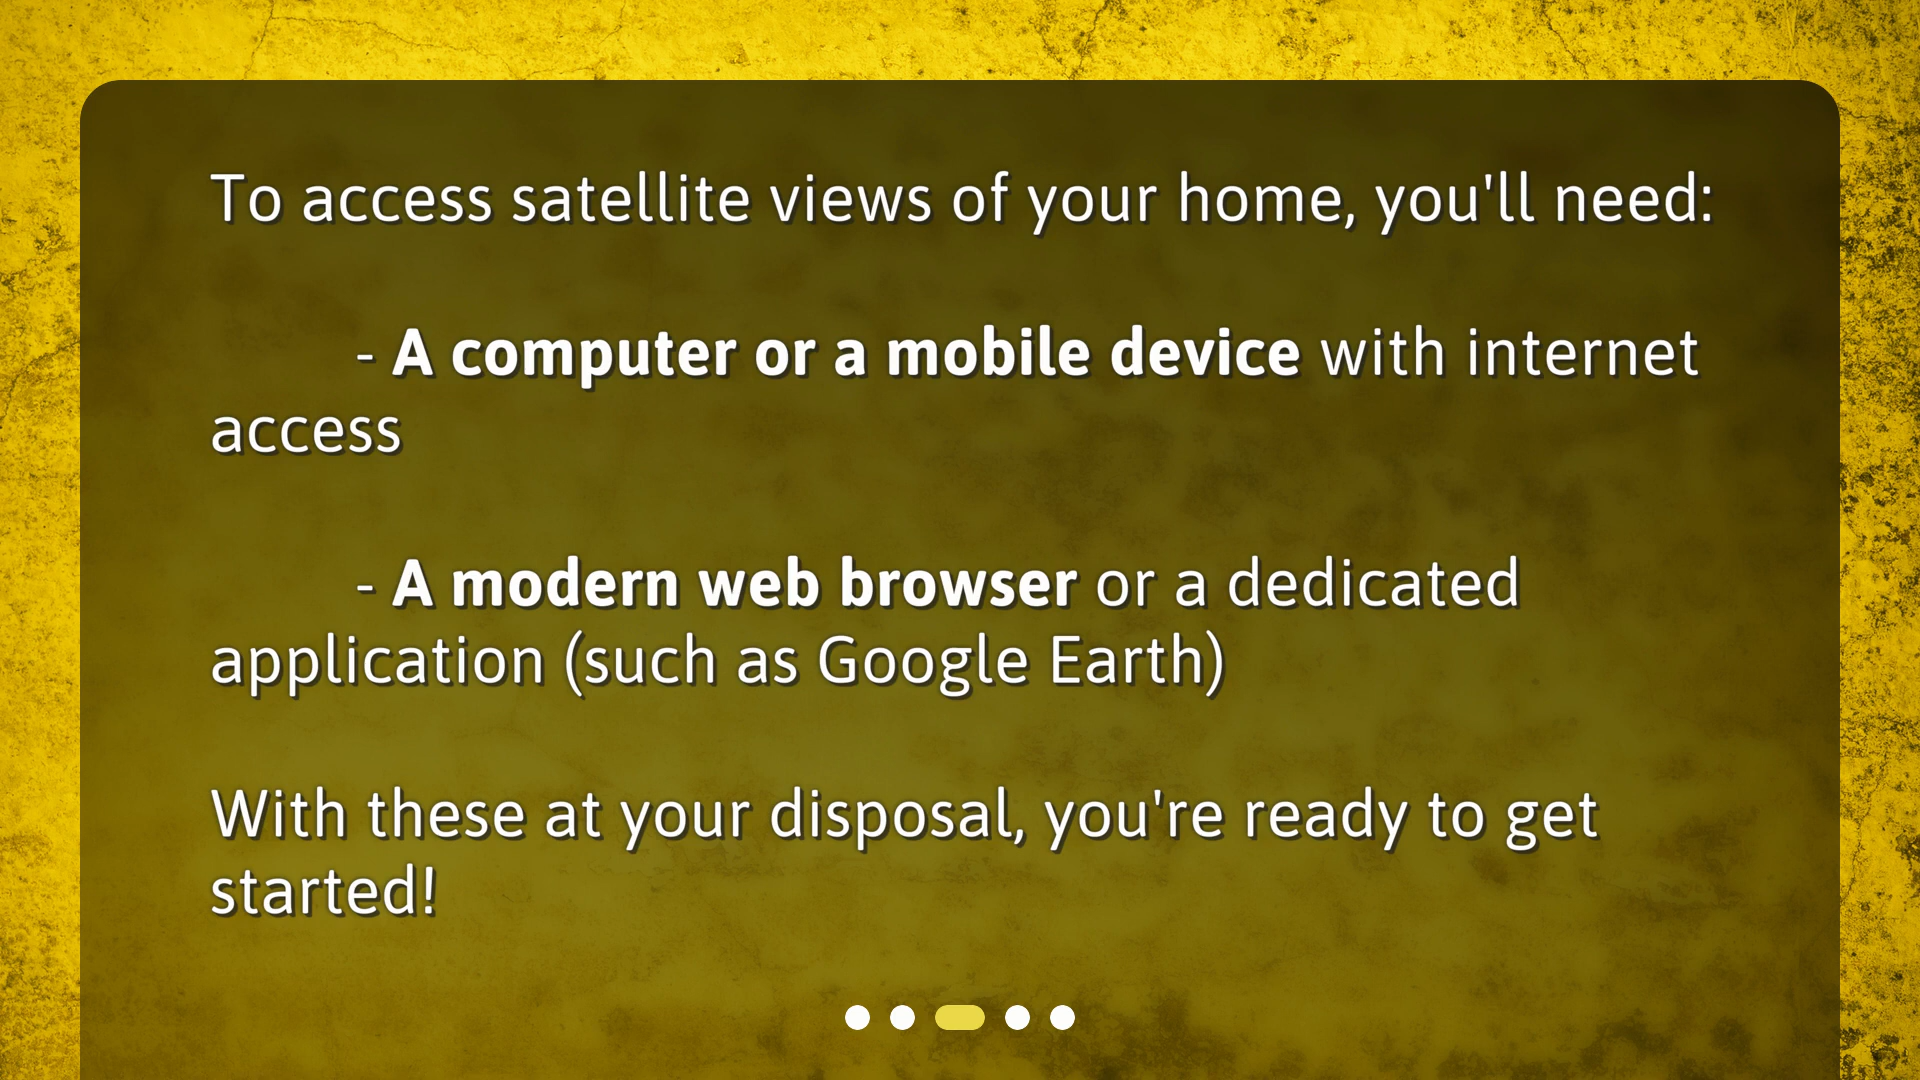 To access satellite views of your home, you'll need:
- A computer or a mobile device with internet
access
- A modern web browser or a dedicated
application (such as Google Earth)
With these at your disposal, you're ready to get
started!